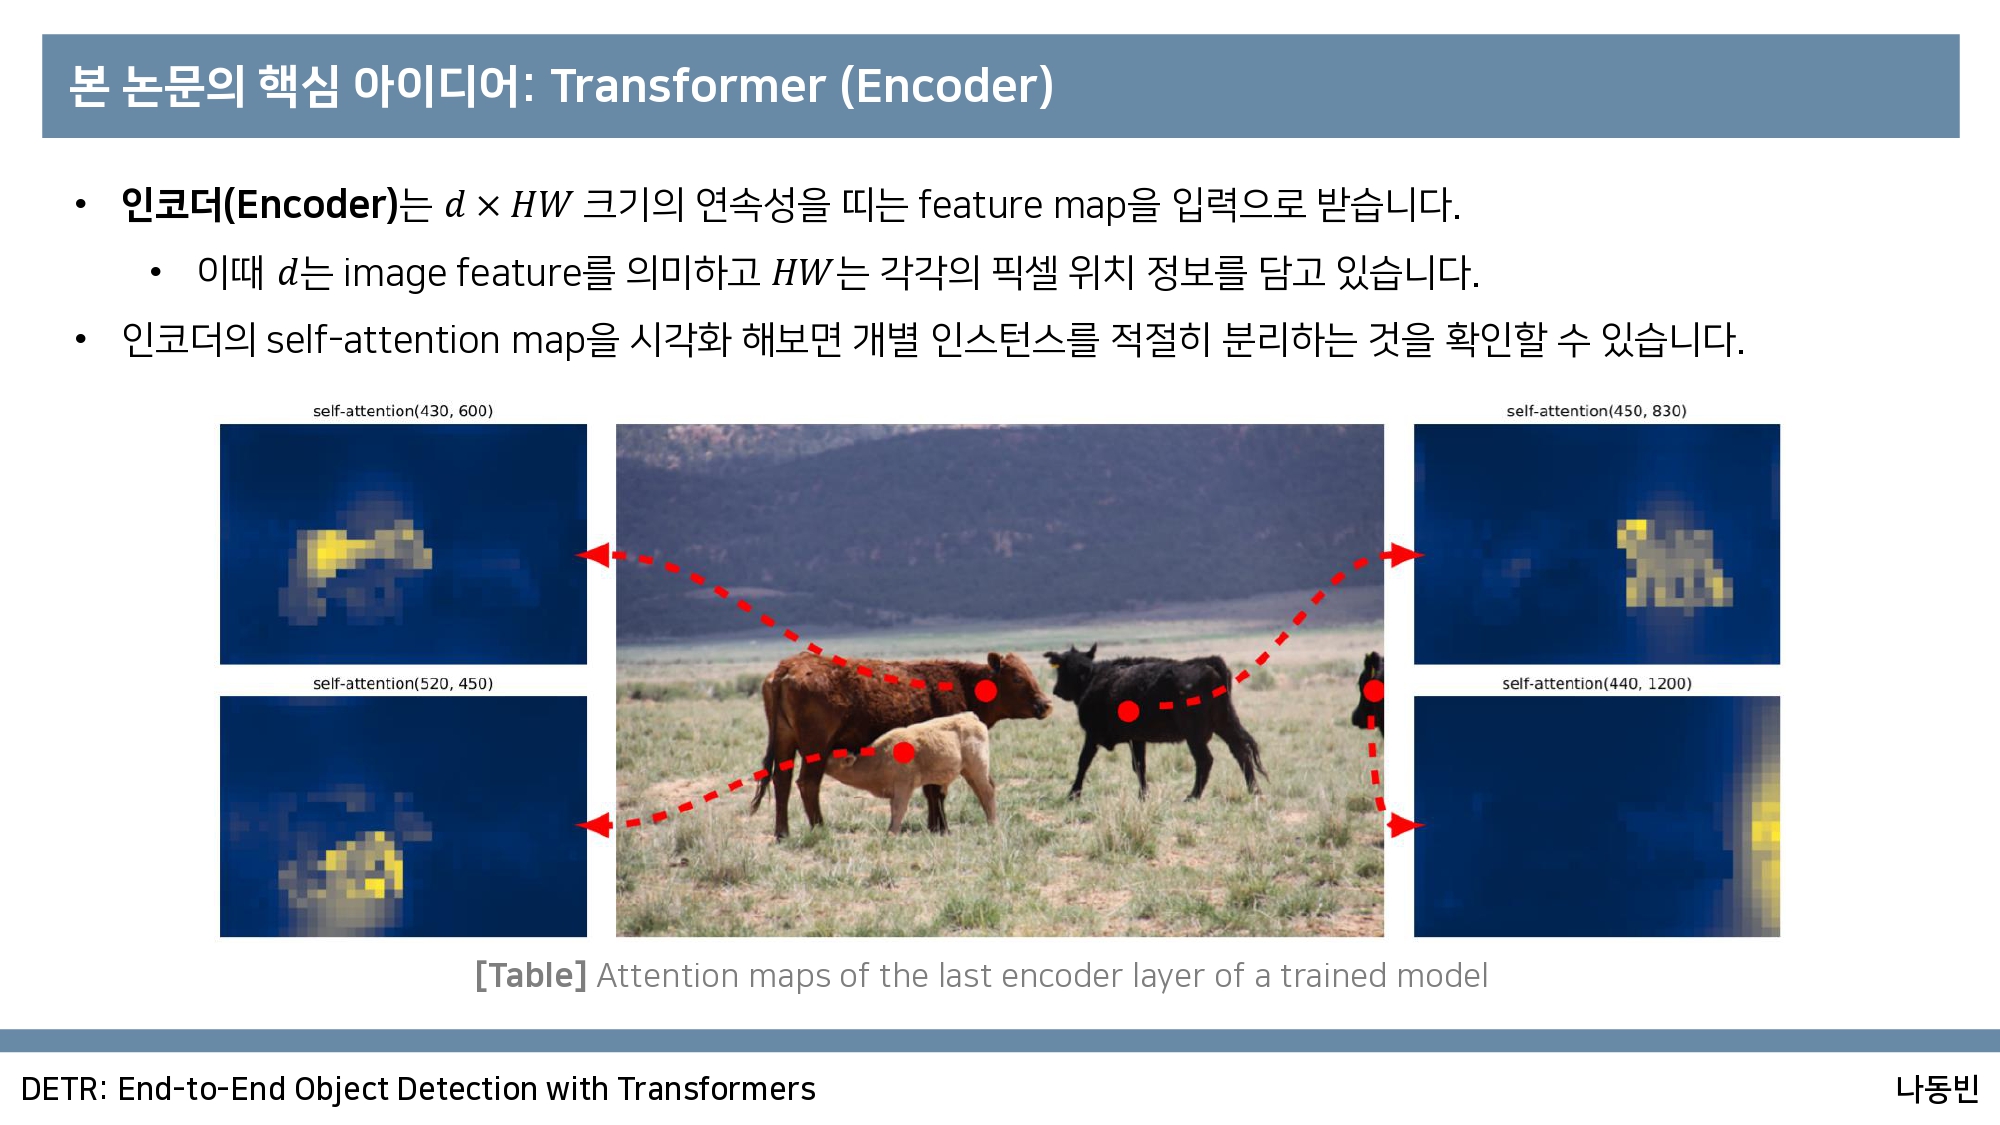 본 논문의 핵심 아이디어: Transformer (Encoder)
• 인코더(Encoder)는 d × HW 크기의 연속성을 띠는 feature map을 입력으로 받습니다.
• 이때 d는 image feature를 의미하고 HW는 각각의 픽셀 위치 정보를 담고 있습니다.
• 인코더의 self-attention map을 시각화 해보면 개별 인스턴스를 적절히 분리하는 것을 확인할 수 있습니다.
self-attention(430, 600)
self-attention(450, 830)
self-attention(520, 450)
self-attention(440, 1200)
[Table] Attention maps of the last encoder layer of a trained model
DETR: End-to-End Object Detection with Transformers
나동빈